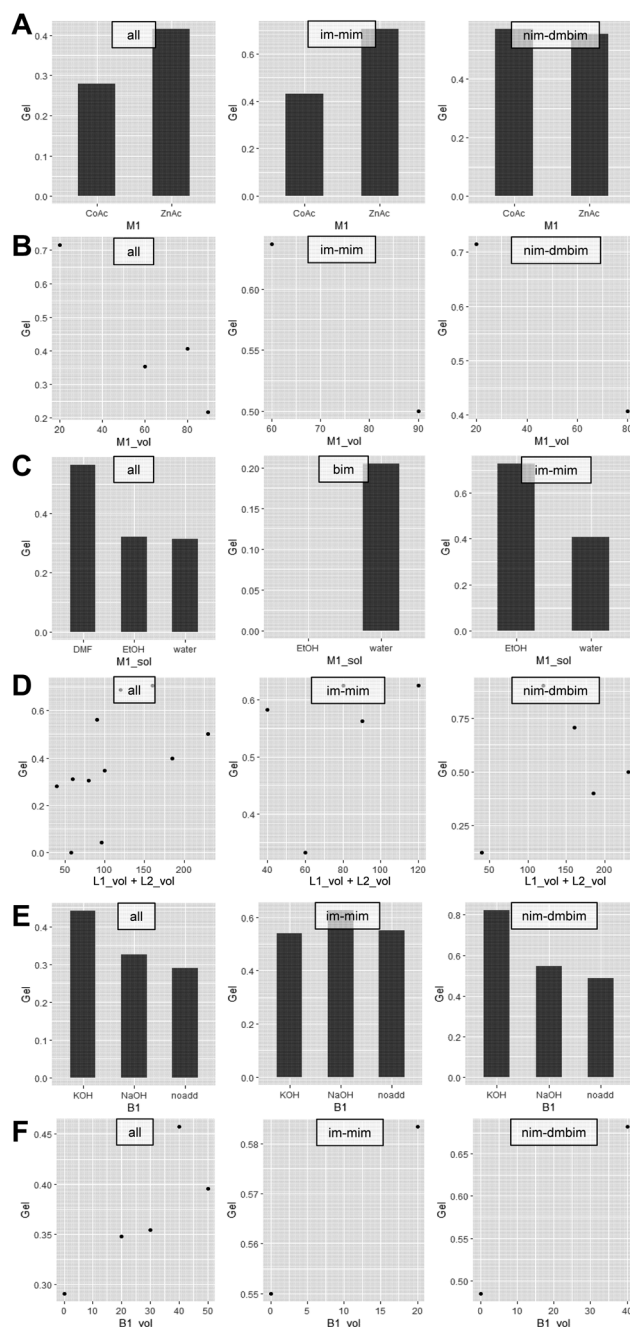 A
all
im-mim
nim-dmbim
Gel
0.4
0.3
0.2
0.1
0.0
CoAc
ZnAc
M1
Gel
0.6
0.4
0.2
0.0
CoAc
ZnAc
M1
Gel
0.4
0.2
0.0
CoAc
ZnAc
M1
B
all
im-mim
nim-dmbim
Gel
0.7
0.6
0.5
0.4
0.3
0.2
20
40
60
80
M1_vol
Gel
0.60
0.55
0.50
60
70
80
90
M1_vol
Gel
0.7
0.6
0.5
0.4
20
40
60
80
M1_vol
C
all
bim
im-mim
Gel
0.4
0.2
0.0
DMF
EtOH
water
M1_sol
Gel
0.20
0.15
0.10
0.05
0.00
EtOH
water
M1_sol
Gel
0.6
0.4
0.2
0.0
EtOH
water
M1_sol
D
all
im-mim
nim-dmbim
Gel
0.6
0.4
0.2
0.0
50
100
150
200
L1_vol + L2_vol
Gel
0.6
0.5
0.4
40
60
80
100
120
L1_vol + L2_vol
Gel
0.75
0.50
0.25
50
100
150
200
L1_vol + L2_vol
E
all
im-mim
nim-dmbim
Gel
0.4
0.3
0.2
0.1
0.0
KOH
NaOH
noadd
B1
Gel
0.6
0.4
0.2
0.0
KOH
NaOH
noadd
B1
Gel
0.8
0.6
0.4
0.2
0.0
KOH
NaOH
noadd
B1
F
all
im-mim
nim-dmbim
Gel
0.45
0.40
0.35
0.30
0
10
20
30
40
50
B1_vol
Gel
0.58
0.57
0.56
0.55
0
5
10
15
20
B1_vol
Gel
0.65
0.60
0.55
0.50
0
10
20
30
40
B1_vol